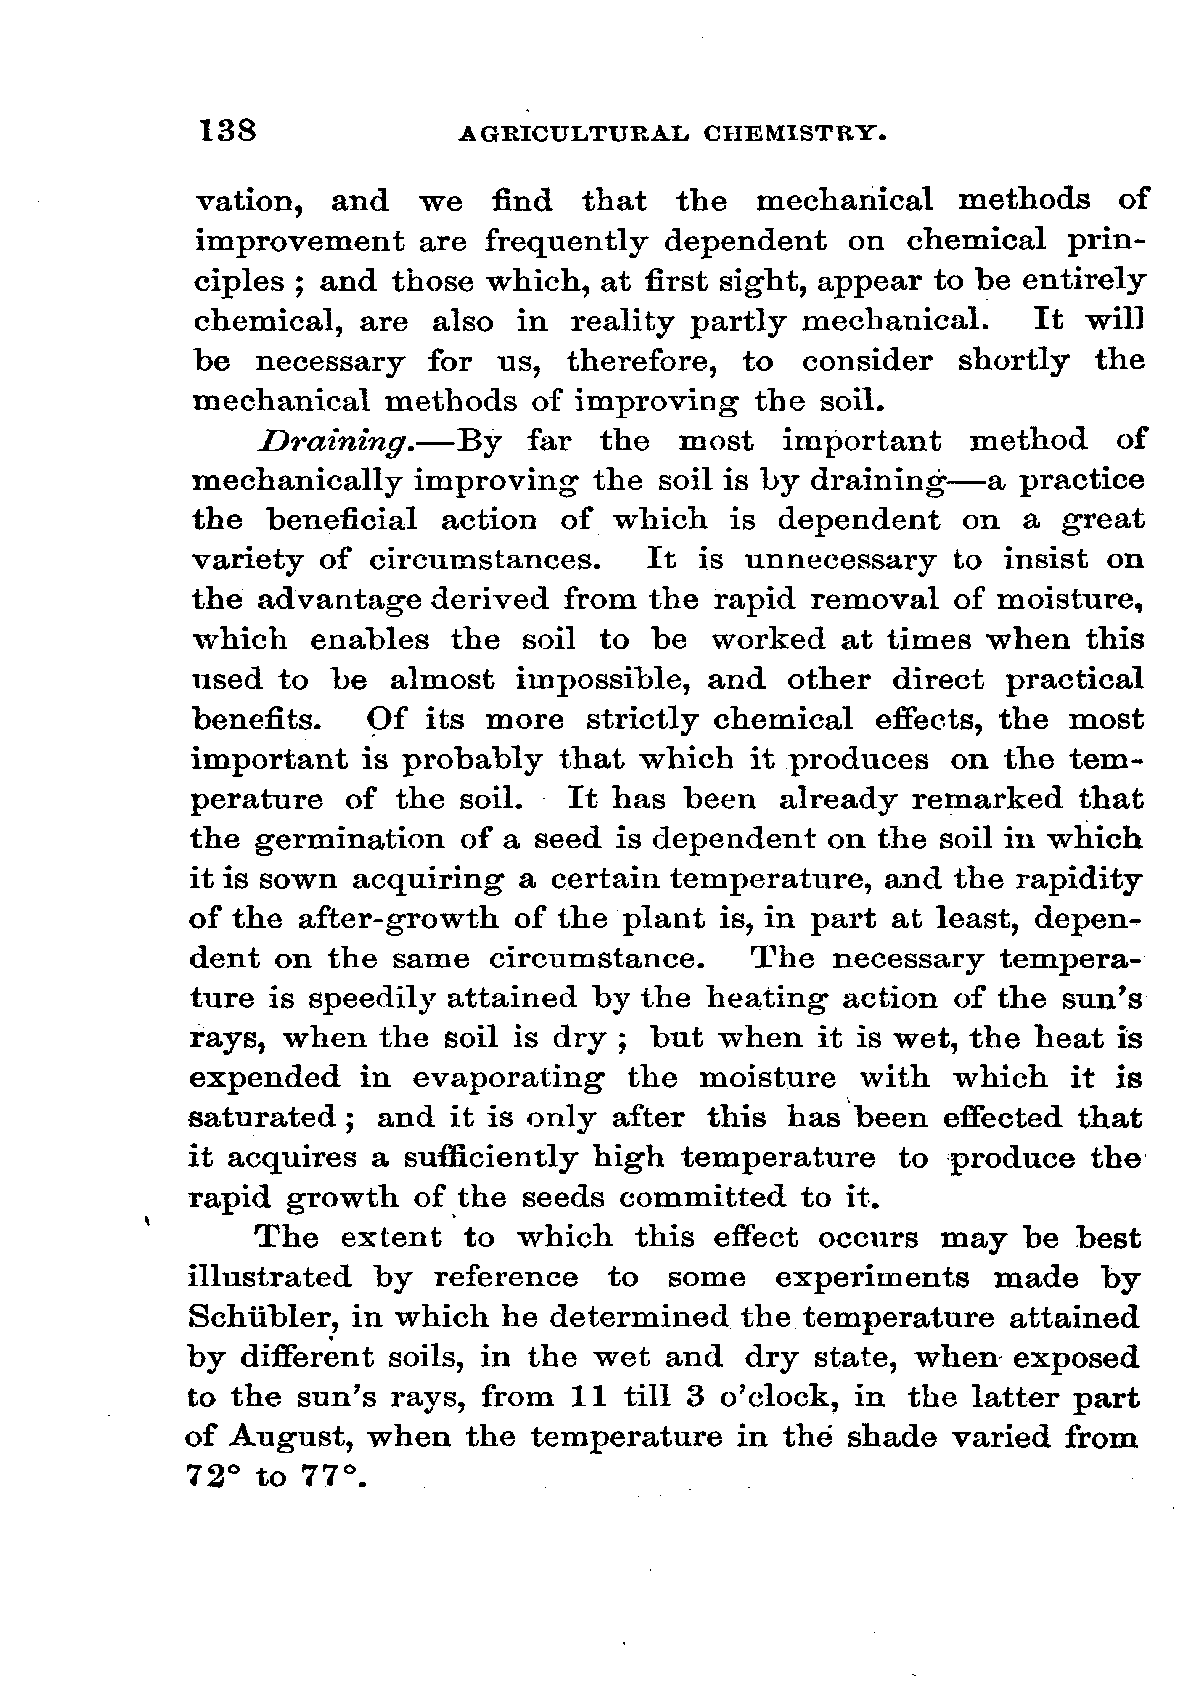 138 AGRICULTURAL CHEMISTRY.
vation, and we find that the mechanical methods of
improvement are frequently dependent on chemical prin-
ciples ; and those which, at first sight, appear to be entirely
chemical, are also in reality partly mechanical. It will
be necessary for us, therefore, to consider shortly the
mechanical methods of improving the soil.
Draining.—By far the most important method of
mechanically improving the soil is by draining—a practice
the beneficial action of which is dependent on a great
variety of circumstances. It is unnecessary to insist on
the advantage derived from the rapid removal of moisture,
which enables the soil to be worked at times when this
used to be almost impossible, and other direct practical
benefits. Of its more strictly chemical effects, the most
important is probably that which it produces on the tem-
perature of the soil. It has been already remarked that
the germination of a seed is dependent on the soil in which
it is sown acquiring a certain temperature, and the rapidity
of the after-growth of the plant is, in part at least, depen-
dent on the same circumstance. The necessary tempera-
ture is speedily attained by the heating action of the sun's
rays, when the soil is dry ; but when it is wet, the heat is
expended in evaporating the moisture with which it is
saturated ; and it is only after this has been effected that
it acquires a sufficiently high temperature to produce the
rapid growth of the seeds committed to it.
The extent to which this effect occurs may be best
illustrated by reference to some experiments made by
Schübler, in which he determined the temperature attained
by different soils, in the wet and dry state, when exposed
to the sun's rays, from 11 till 3 o'clock, in the latter part
of August, when the temperature in the shade varied from
72° to 77°.